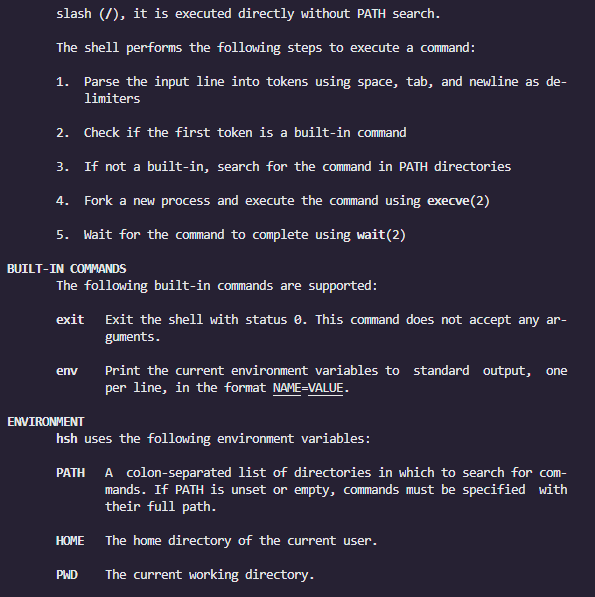 slash (/), it is executed directly without PATH search.
The shell performs the following steps to execute a command:
1. Parse the input line into tokens using space, tab, and newline as de-
limiters
2. Check if the first token is a built-in command
3. If not a built-in, search for the command in PATH directories
4. Fork a new process and execute the command using execve(2)
5. Wait for the command to complete using wait(2)
BUILT-IN COMMANDS
The following built-in commands are supported:
exit Exit the shell with status 0. This command does not accept any ar-
guments.
env Print the current environment variables to standard output, one
per line, in the format NAME=VALUE.
ENVIRONMENT
hsh uses the following environment variables:
PATH A colon-separated list of directories in which to search for com-
mands. If PATH is unset or empty, commands must be specified with
their full path.
HOME The home directory of the current user.
PWD The current working directory.